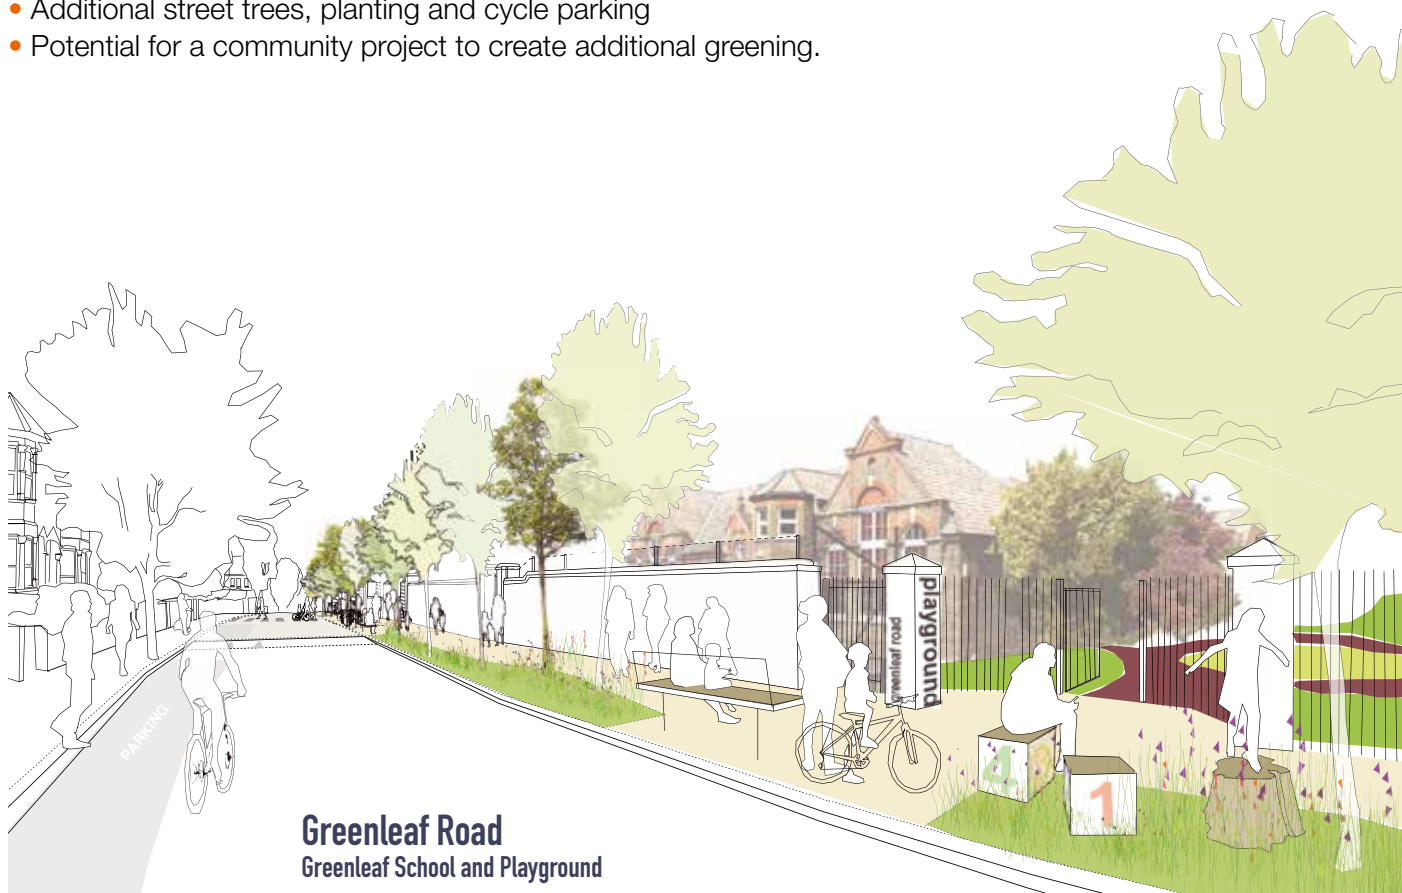 • Additional street trees, planting and cycle parking
• Potential for a community project to create additional greening.
playground
greenleaf road
PARKING
4
3
1
Greenleaf Road
Greenleaf School and Playground